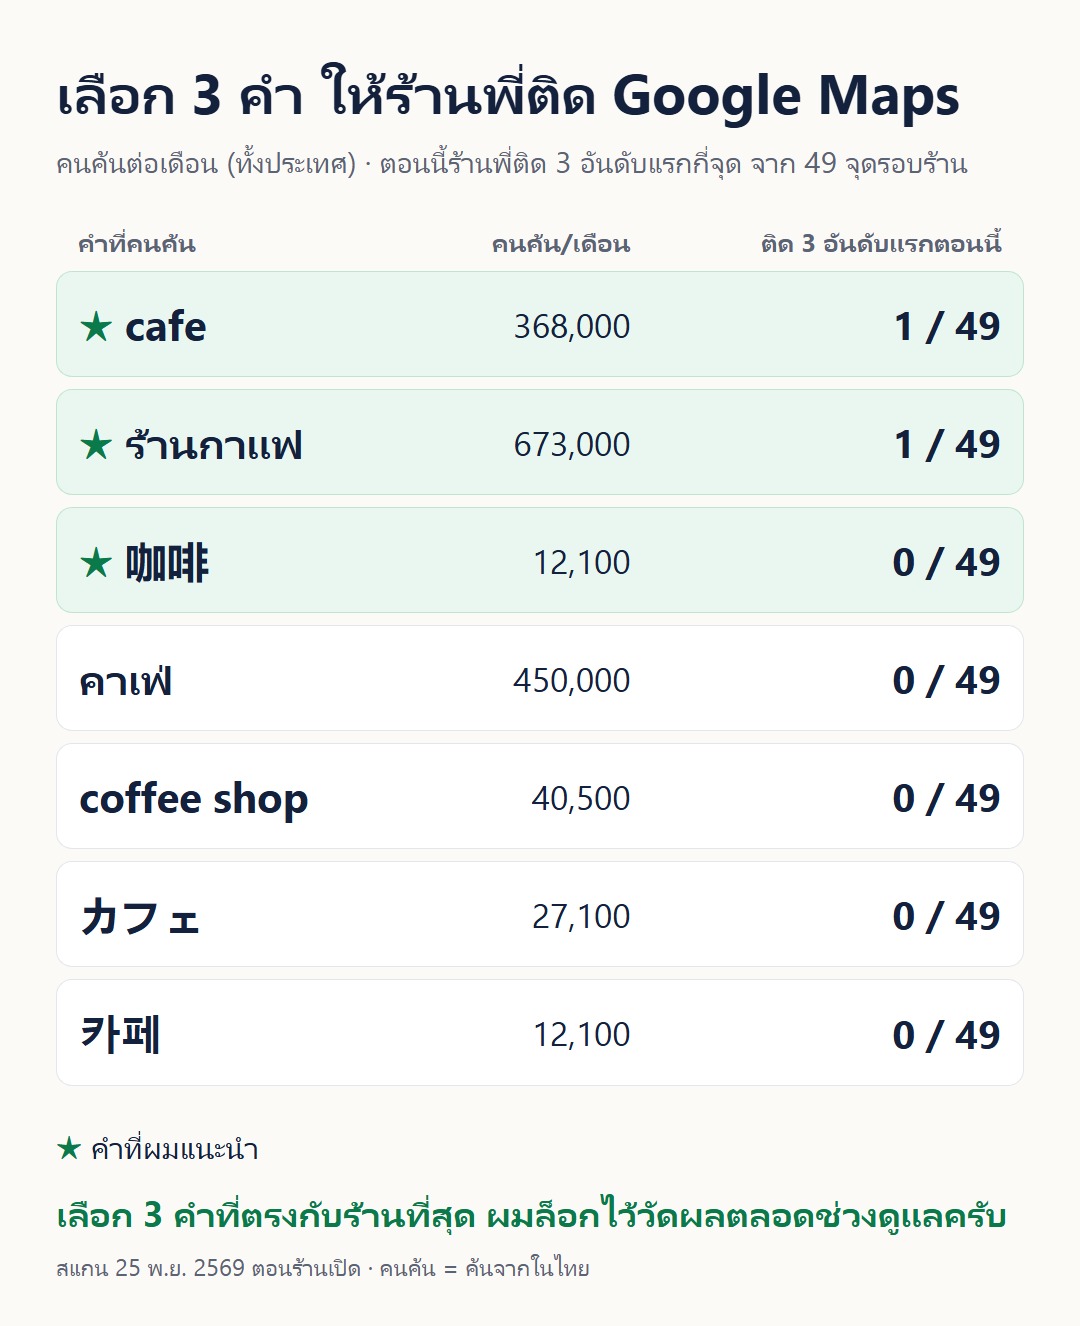 เลือก 3 คำ ให้ร้านพี่ติด Google Maps
คนค้นต่อเดือน (ทั้งประเทศ) · ตอนนี้ร้านพี่ติด 3 อันดับแรกกี่จุด จาก 49 จุดรอบร้าน
คำที่คนค้น คนค้น/เดือน ติด 3 อันดับแรกตอนนี้
★ cafe 368,000 1 / 49
★ ร้านกาแฟ 673,000 1 / 49
★ 咖啡 12,100 0 / 49
คาเฟ่ 450,000 0 / 49
coffee shop 40,500 0 / 49
カフェ 27,100 0 / 49
카페 12,100 0 / 49
★ คำที่ผมแนะนำ
เลือก 3 คำที่ตรงกับร้านที่สุด ผมล็อกไว้วัดผลตลอดช่วงดูแลครับ
สแกน 25 พ.ย. 2569 ตอนร้านเปิด · คนค้น = ค้นจากในไทย